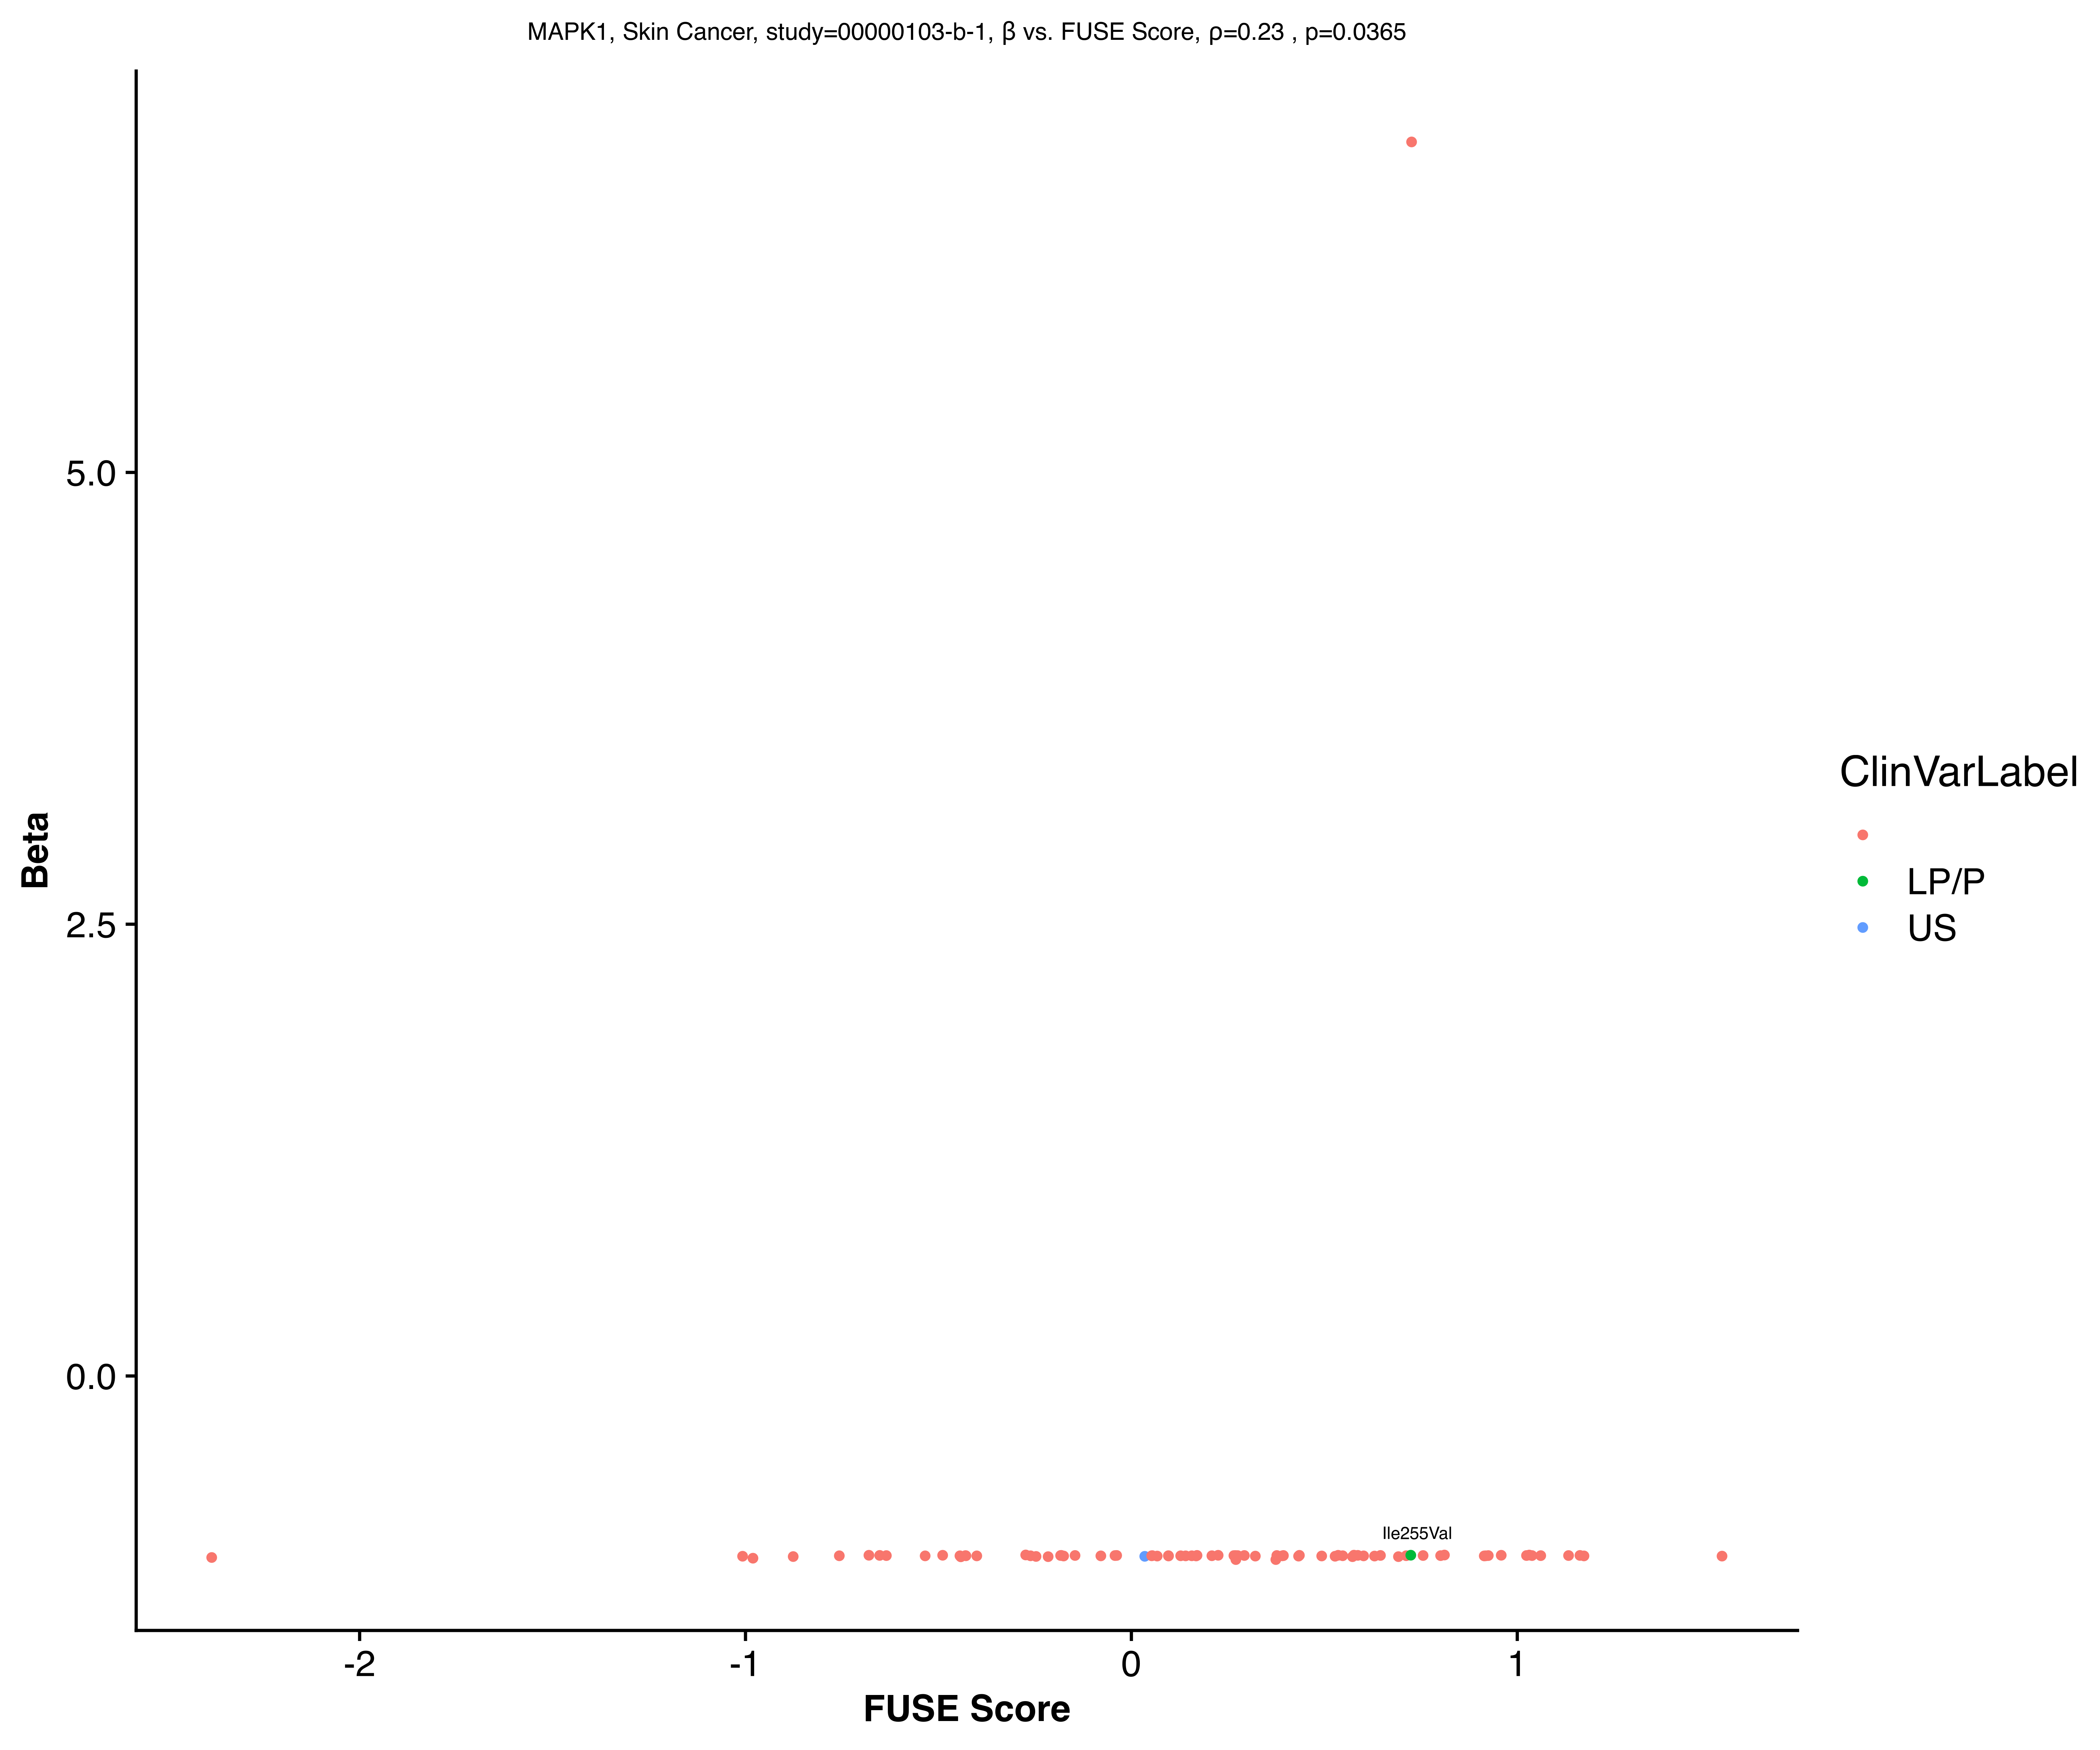 MAPK1, Skin Cancer, study=00000103-b-1, β vs. FUSE Score, ρ=0.23 , p=0.0365
Beta
5.0
2.5
0.0
Ile255Val
-2
-1
0
1
FUSE Score
ClinVarLabel
LP/P
US